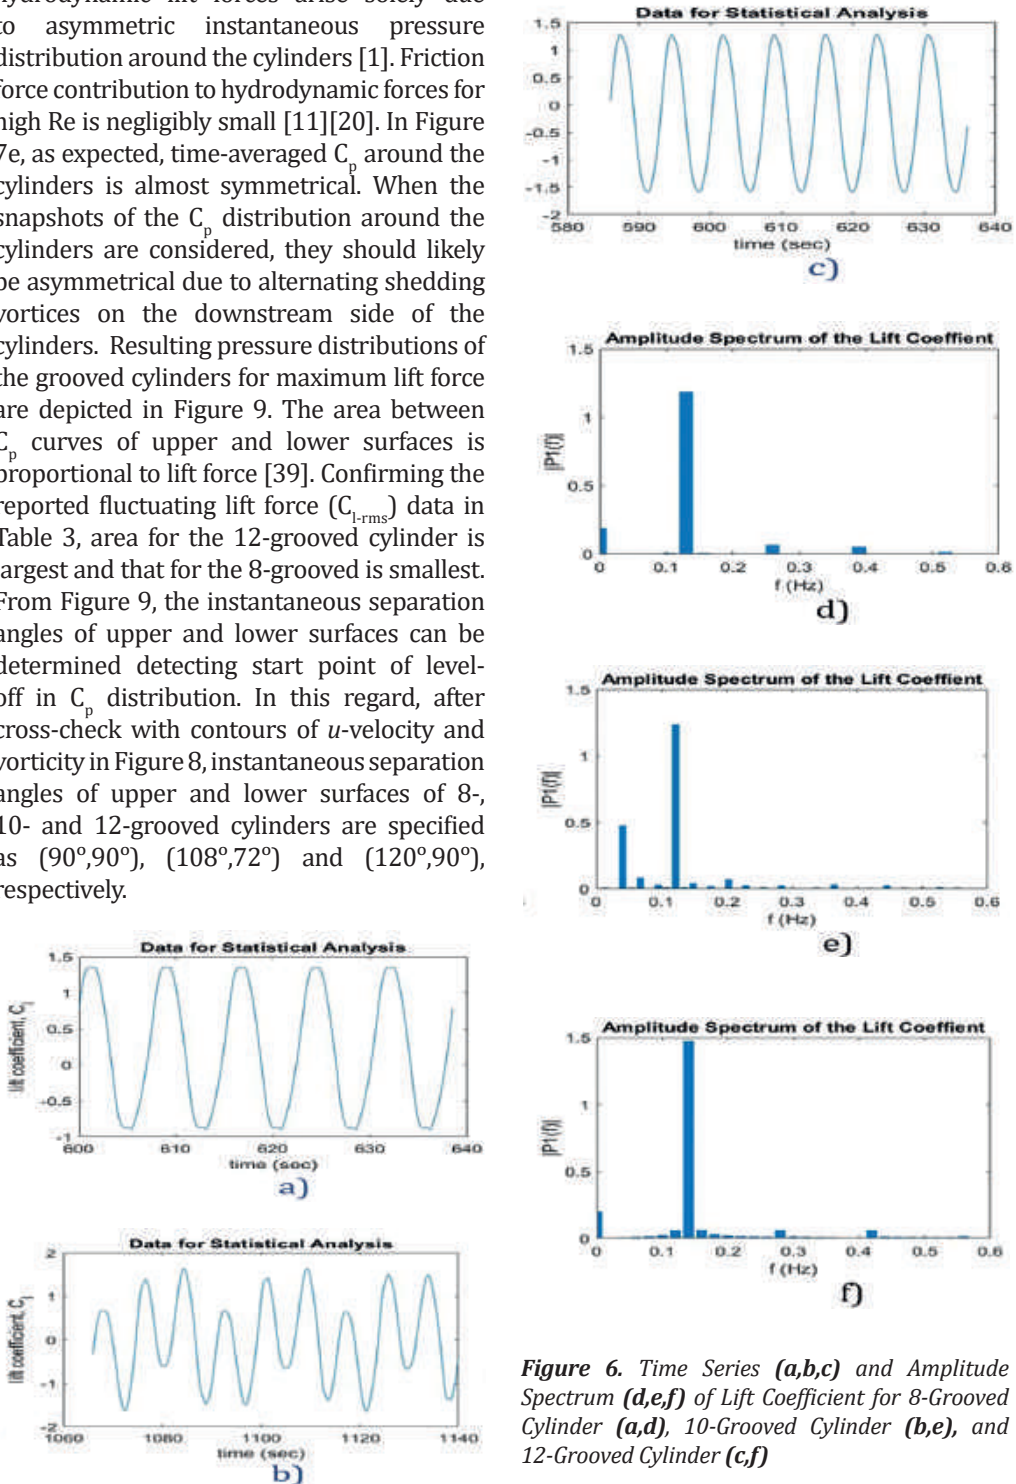 hydrodynamic lift forces arise solely due
to asymmetric instantaneous pressure
distribution around the cylinders [1]. Friction
force contribution to hydrodynamic forces for
high Re is negligibly small [11][20]. In Figure
7e, as expected, time-averaged Cp around the
cylinders is almost symmetrical. When the
snapshots of the Cp distribution around the
cylinders are considered, they should likely
be asymmetrical due to alternating shedding
vortices on the downstream side of the
cylinders. Resulting pressure distributions of
the grooved cylinders for maximum lift force
are depicted in Figure 9. The area between
Cp curves of upper and lower surfaces is
proportional to lift force [39]. Confirming the
reported fluctuating lift force (Cl-rms) data in
Table 3, area for the 12-grooved cylinder is
largest and that for the 8-grooved is smallest.
From Figure 9, the instantaneous separation
angles of upper and lower surfaces can be
determined detecting start point of level-
off in Cp distribution. In this regard, after
cross-check with contours of u-velocity and
vorticity in Figure 8, instantaneous separation
angles of upper and lower surfaces of 8-,
10- and 12-grooved cylinders are specified
as (90°,90°), (108°,72°) and (120°,90°),
respectively.
Data for Statistical Analysis
lift coefficient, Cl
1.5
1
0.5
0
-0.5
-1
600 610 620 630 640
time (sec)
a)
Data for Statistical Analysis
lift coefficient, Cl
2
1
0
-1
-2
1060 1080 1100 1120 1140
time (sec)
b)
Data for Statistical Analysis
1.5
1
0.5
0
-0.5
-1
-1.5
-2
580 590 600 610 620 630 640
time (sec)
c)
Amplitude Spectrum of the Lift Coeffient
|P1(f)|
1.5
1
0.5
0
0 0.1 0.2 0.3 0.4 0.5 0.6
f (Hz)
d)
Amplitude Spectrum of the Lift Coeffient
|P1(f)|
1.5
1
0.5
0
0 0.1 0.2 0.3 0.4 0.5 0.6
f (Hz)
e)
Amplitude Spectrum of the Lift Coeffient
|P1(f)|
1.5
1
0.5
0
0 0.1 0.2 0.3 0.4 0.5 0.6
f (Hz)
f)
Figure 6. Time Series (a,b,c) and Amplitude
Spectrum (d,e,f) of Lift Coefficient for 8-Grooved
Cylinder (a,d), 10-Grooved Cylinder (b,e), and
12-Grooved Cylinder (c,f)